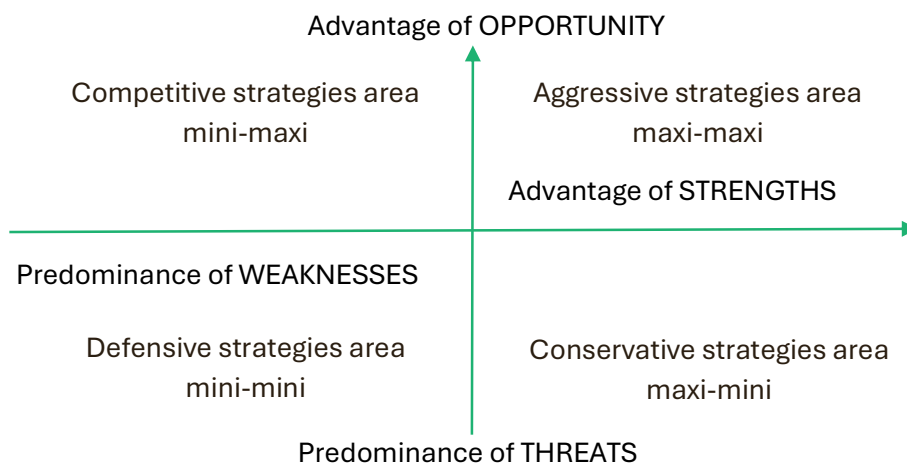 Advantage of OPPORTUNITY
Competitive strategies area
mini-maxi
Aggressive strategies area
maxi-maxi
Advantage of STRENGTHS
Predominance of WEAKNESSES
Defensive strategies area
mini-mini
Conservative strategies area
maxi-mini
Predominance of THREATS